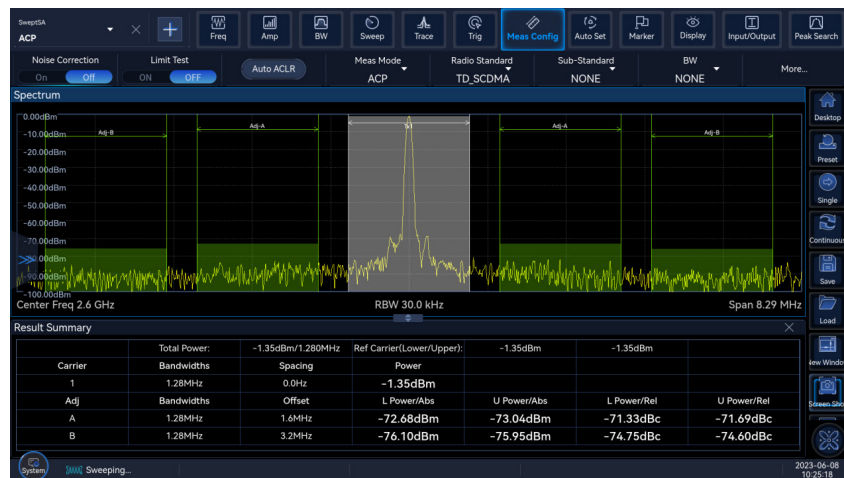 SweptSA
ACP
Freq
Amp
BW
Sweep
Trace
Trig
Meas Config
Auto Set
Marker
Display
Input/Output
Peak Search
Noise Correction
On Off
Limit Test
ON OFF
Auto ACLR
Meas Mode
ACP
Radio Standard
TD_SCDMA
Sub-Standard
NONE
BW
NONE
More...
Spectrum
0.00dBm
-10.00dBm
-20.00dBm
-30.00dBm
-40.00dBm
-50.00dBm
-60.00dBm
-70.00dBm
-90.00dBm
-100.00dBm
Adj-B
Adj-A
Tx1
Adj-A
Adj-B
Center Freq 2.6 GHz RBW 30.0 kHz Span 8.29 MHz
Result Summary
Total Power: -1.35dBm/1.280MHz Ref Carrier(Lower/Upper): -1.35dBm -1.35dBm
Carrier Bandwidths Spacing Power
1 1.28MHz 0.0Hz -1.35dBm
Adj Bandwidths Offset L Power/Abs U Power/Abs L Power/Rel U Power/Rel
A 1.28MHz 1.6MHz -72.68dBm -73.04dBm -71.33dBc -71.69dBc
B 1.28MHz 3.2MHz -76.10dBm -75.95dBm -74.75dBc -74.60dBc
Desktop
Preset
Single
Continuou
Save
Load
New Windo
Screen Sho
System
Sweeping...
2023-06-08
10:25:18